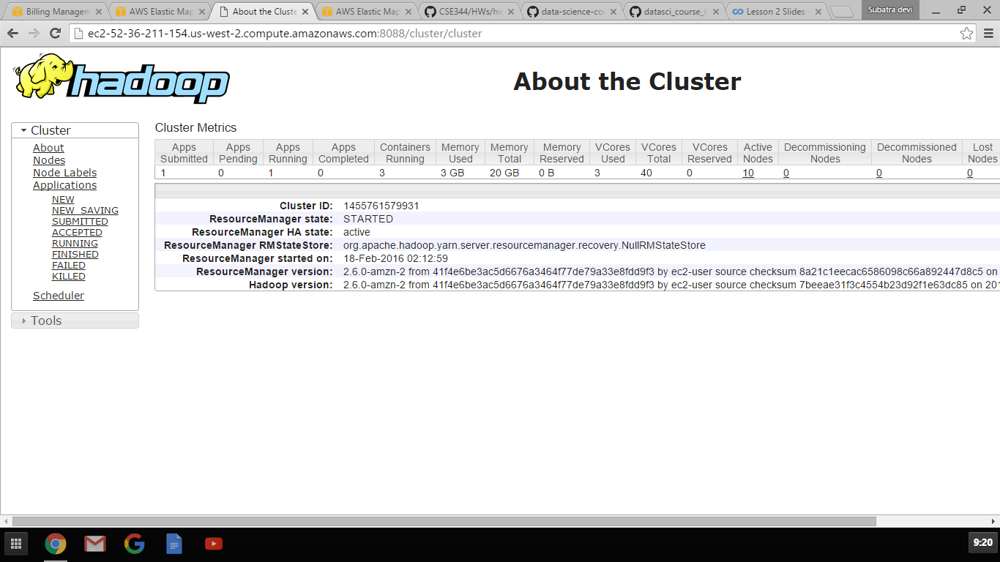 Billing Managem
AWS Elastic Map
About the Cluste
AWS Elastic Map
CSE344/HWs/hw
data-science-co
datasci_course_
Lesson 2 Slides
Subatra devi
ec2-52-36-211-154.us-west-2.compute.amazonaws.com:8088/cluster/cluster
hadoop
About the Cluster
Cluster
About
Nodes
Node Labels
Applications
NEW
NEW_SAVING
SUBMITTED
ACCEPTED
RUNNING
FINISHED
FAILED
KILLED
Scheduler
Tools
Cluster Metrics
Apps Submitted Apps Pending Apps Running Apps Completed Containers Running Memory Used Memory Total Memory Reserved VCores Used VCores Total VCores Reserved Active Nodes Decommissioning Nodes Decommissioned Nodes Lost Nodes
1 0 1 0 3 3 GB 20 GB 0 B 3 40 0 10 0 0 0
Cluster ID: 1455761579931
ResourceManager state: STARTED
ResourceManager HA state: active
ResourceManager RMStateStore: org.apache.hadoop.yarn.server.resourcemanager.recovery.NullRMStateStore
ResourceManager started on: 18-Feb-2016 02:12:59
ResourceManager version: 2.6.0-amzn-2 from 41f4e6be3ac5d6676a3464f77de79a33e8fdd9f3 by ec2-user source checksum 8a21c1eecac6586098c66a892447d8c5 on
Hadoop version: 2.6.0-amzn-2 from 41f4e6be3ac5d6676a3464f77de79a33e8fdd9f3 by ec2-user source checksum 7beeae31f3c4554b23d92f1e63dc85 on 201
9:20